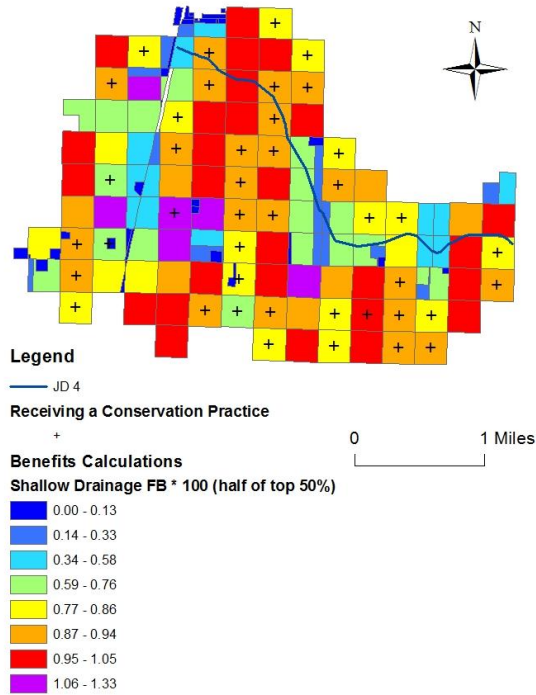 N
Legend
JD 4
Receiving a Conservation Practice
+
0 1 Miles
Benefits Calculations
Shallow Drainage FB * 100 (half of top 50%)
0.00 - 0.13
0.14 - 0.33
0.34 - 0.58
0.59 - 0.76
0.77 - 0.86
0.87 - 0.94
0.95 - 1.05
1.06 - 1.33